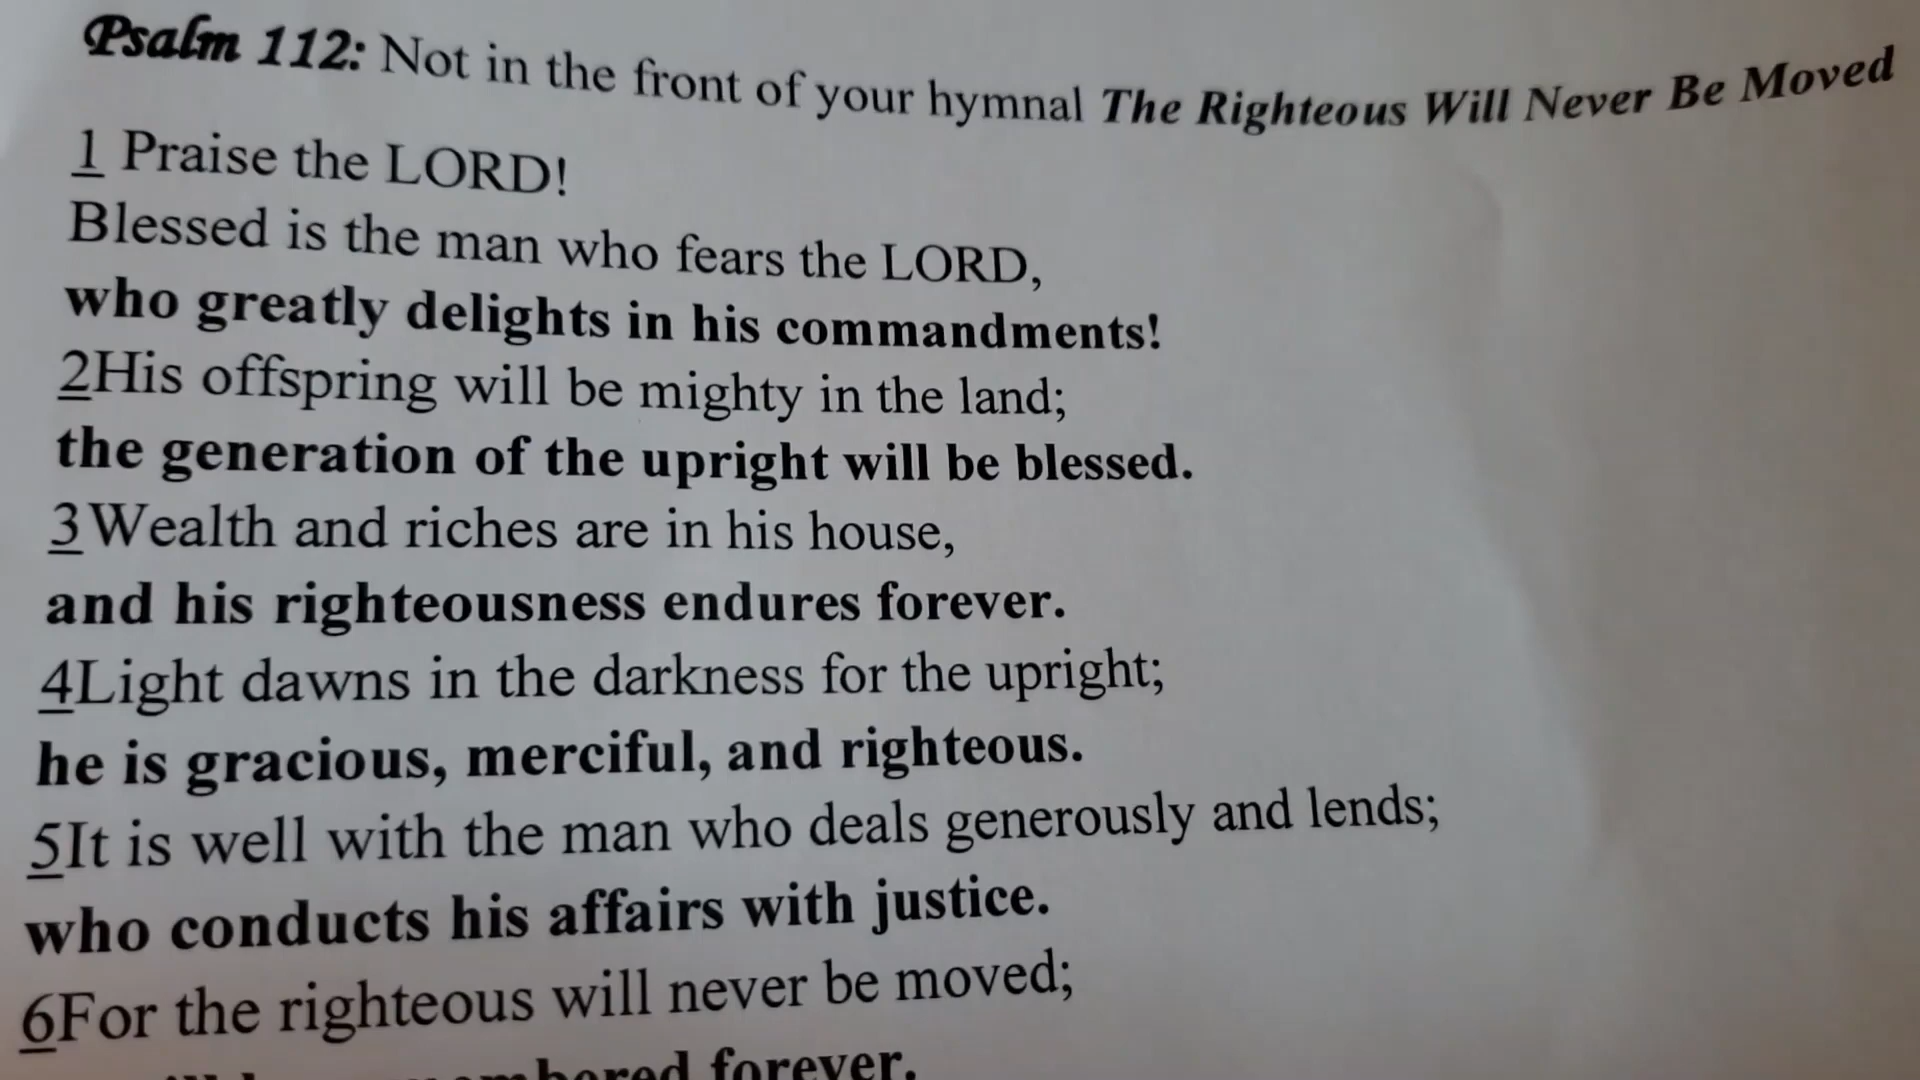 Psalm 112: Not in the front of your hymnal The Righteous Will Never Be Moved
1 Praise the LORD!
Blessed is the man who fears the LORD,
who greatly delights in his commandments!
2His offspring will be mighty in the land;
the generation of the upright will be blessed.
3Wealth and riches are in his house,
and his righteousness endures forever.
4Light dawns in the darkness for the upright;
he is gracious, merciful, and righteous.
5It is well with the man who deals generously and lends;
who conducts his affairs with justice.
6For the righteous will never be moved;
forever.